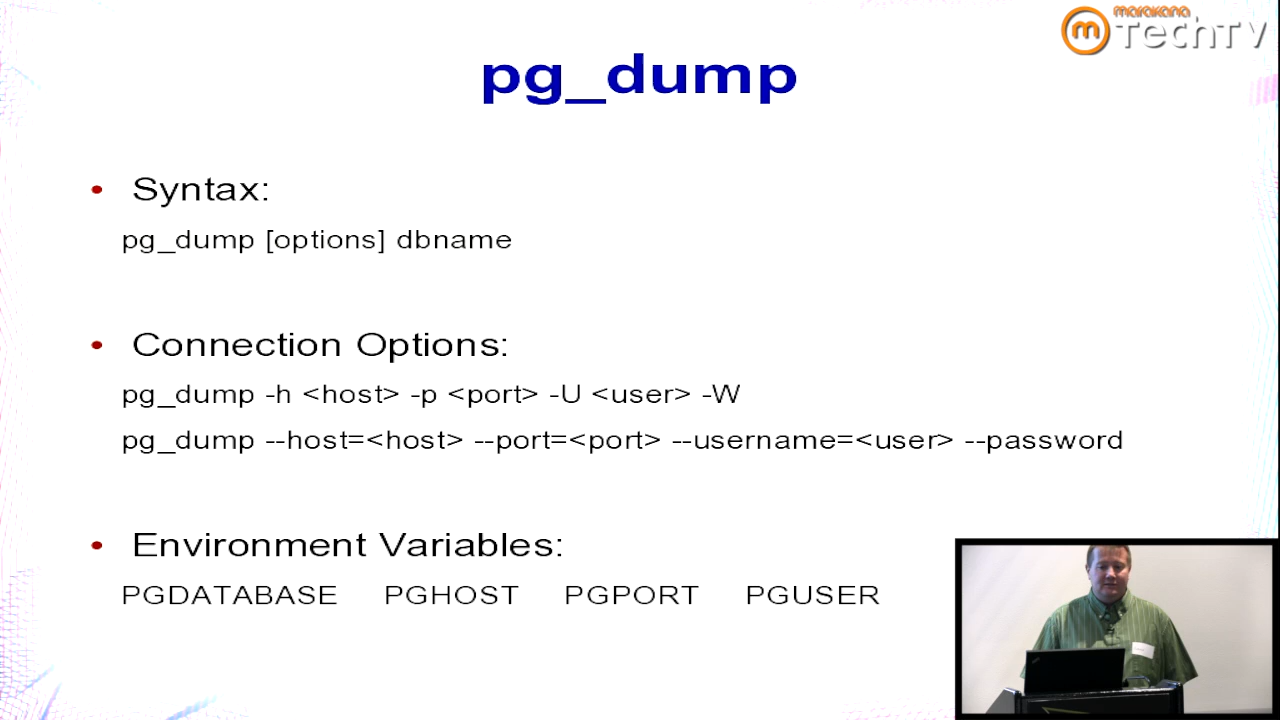 marakana
TechTV
pg_dump
• Syntax:
pg_dump [options] dbname
• Connection Options:
pg_dump -h <host> -p <port> -U <user> -W
pg_dump --host=<host> --port=<port> --username=<user> --password
• Environment Variables:
PGDATABASE PGHOST PGPORT PGUSER